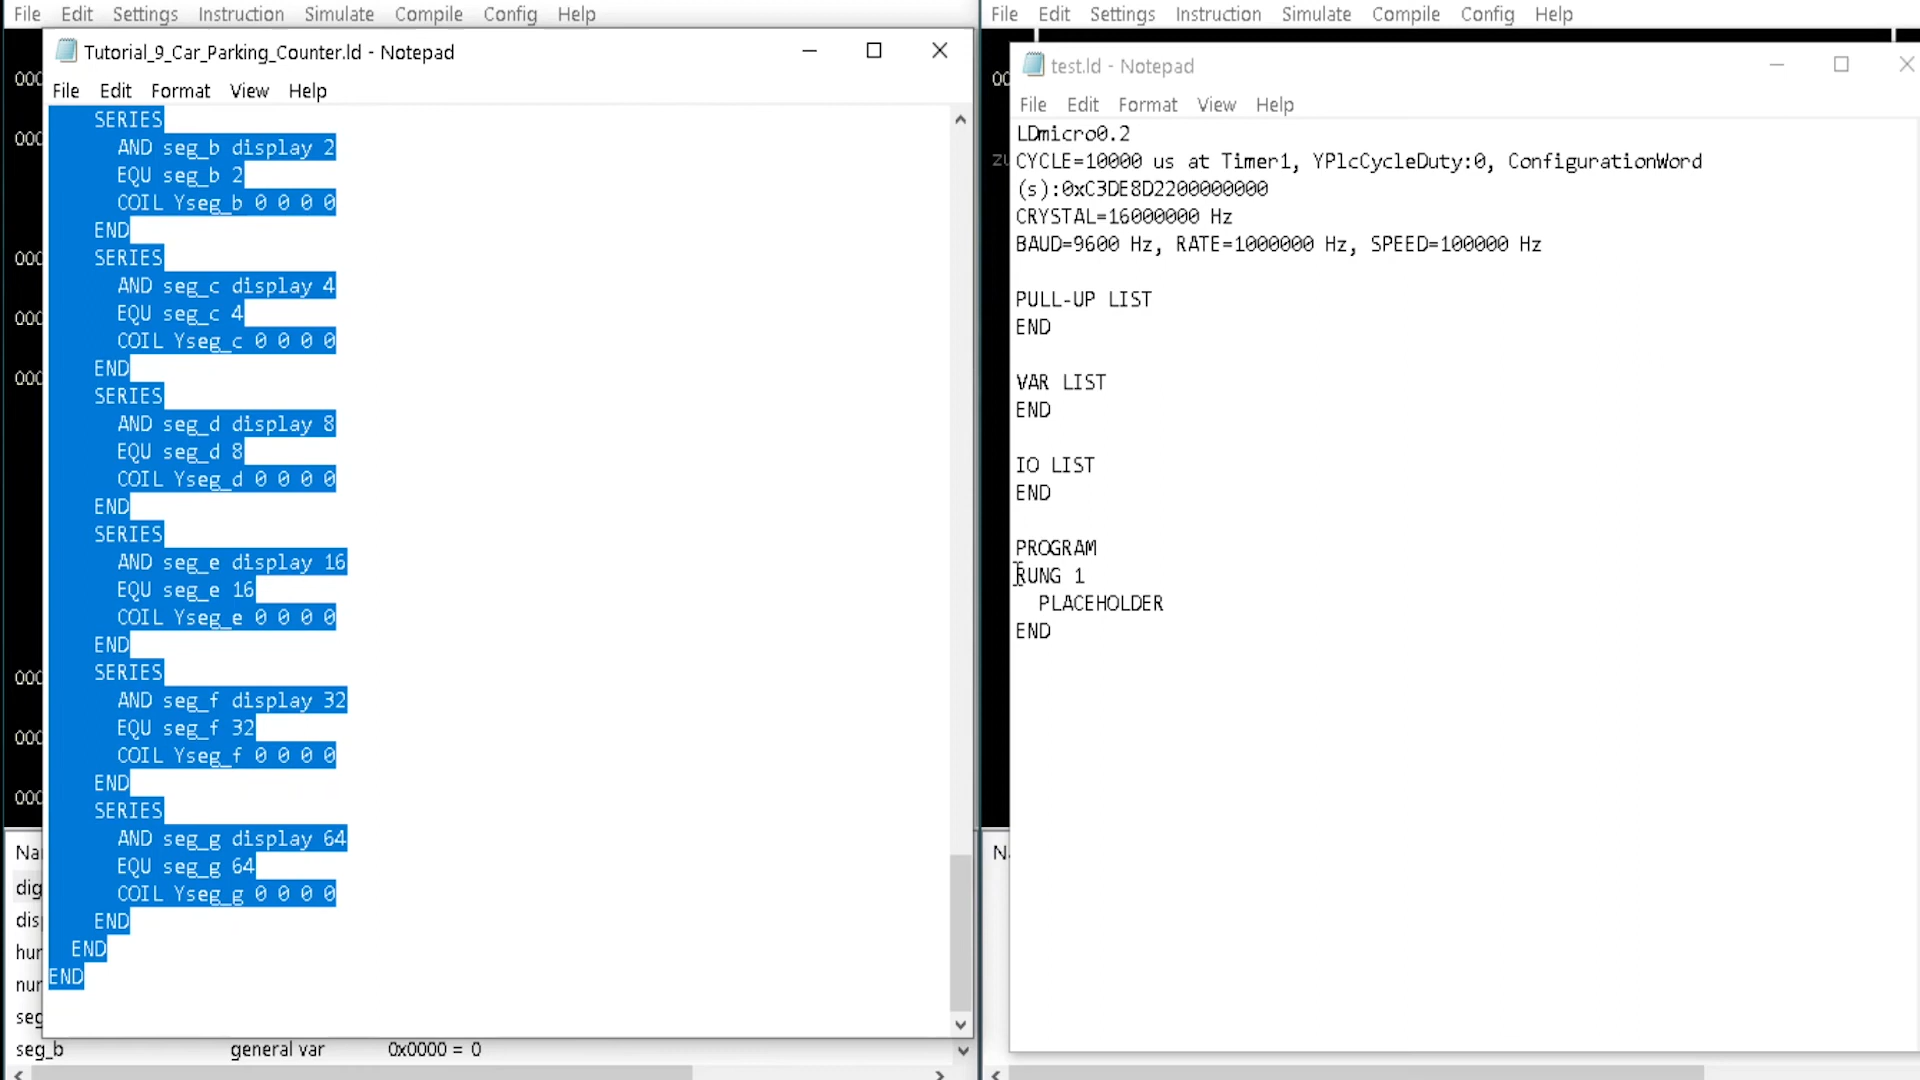 File Edit Settings Instruction Simulate Compile Config Help
Tutorial_9_Car_Parking_Counter.ld - Notepad
File Edit Format View Help
SERIES
AND seg_b display 2
EQU seg_b 2
COIL Yseg_b 0 0 0 0
END
SERIES
AND seg_c display 4
EQU seg_c 4
COIL Yseg_c 0 0 0 0
END
SERIES
AND seg_d display 8
EQU seg_d 8
COIL Yseg_d 0 0 0 0
END
SERIES
AND seg_e display 16
EQU seg_e 16
COIL Yseg_e 0 0 0 0
END
SERIES
AND seg_f display 32
EQU seg_f 32
COIL Yseg_f 0 0 0 0
END
SERIES
AND seg_g display 64
EQU seg_g 64
COIL Yseg_g 0 0 0 0
END
END
END
seg_b general var 0x0000 = 0
File Edit Settings Instruction Simulate Compile Config Help
test.ld - Notepad
File Edit Format View Help
LDmicro0.2
CYCLE=10000 us at Timer1, YPlcCycleDuty:0, ConfigurationWord
(s):0xC3DE8D2200000000
CRYSTAL=16000000 Hz
BAUD=9600 Hz, RATE=1000000 Hz, SPEED=100000 Hz
PULL-UP LIST
END
VAR LIST
END
IO LIST
END
PROGRAM
RUNG 1
PLACEHOLDER
END